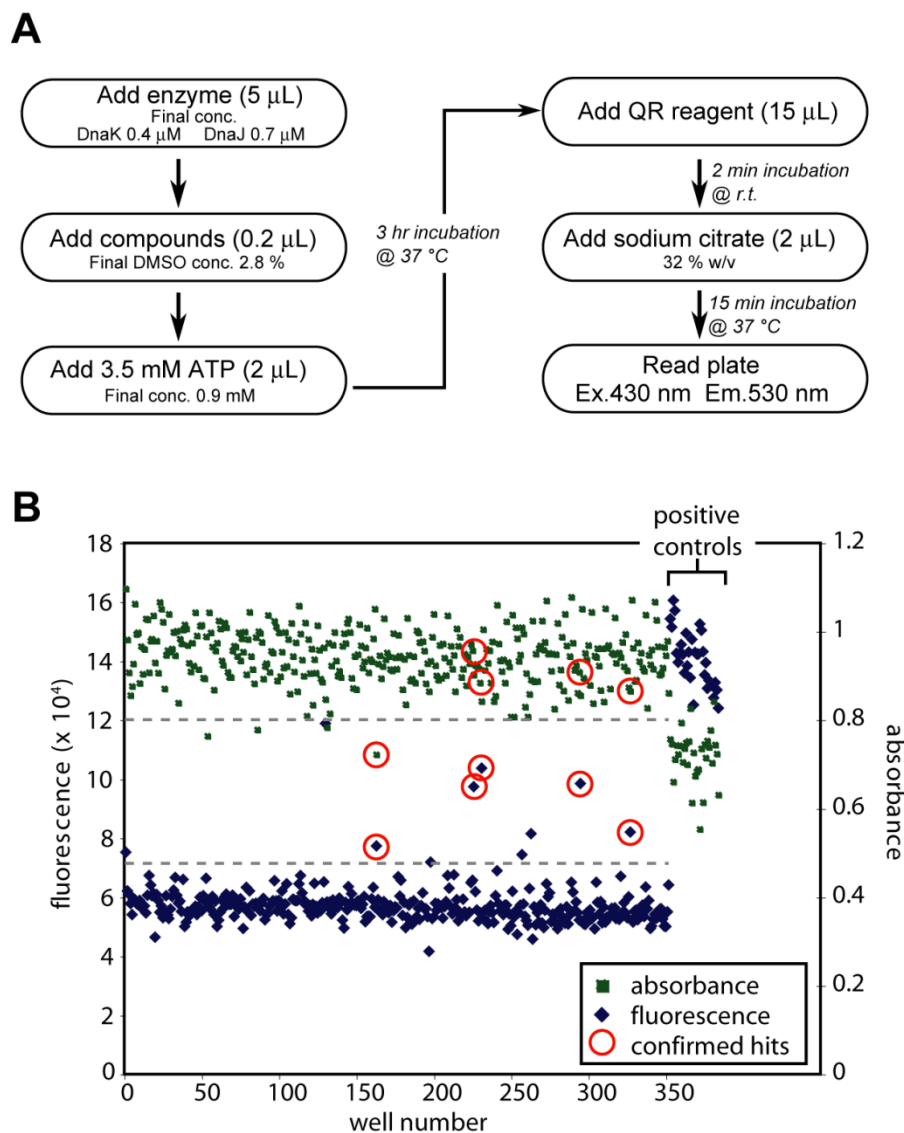 A
Add enzyme (5 μL)
Final conc.
DnaK 0.4 μM DnaJ 0.7 μM
Add compounds (0.2 μL)
Final DMSO conc. 2.8 %
Add 3.5 mM ATP (2 μL)
Final conc. 0.9 mM
3 hr incubation
@ 37 °C
Add QR reagent (15 μL)
2 min incubation
@ r.t.
Add sodium citrate (2 μL)
32 % w/v
15 min incubation
@ 37 °C
Read plate
Ex.430 nm Em.530 nm
B
positive
controls
18
16
14
12
10
8
6
4
2
0
fluorescence (x 10⁴)
1.2
1
0.8
0.6
0.4
0.2
0
absorbance
absorbance
fluorescence
confirmed hits
0 50 100 150 200 250 300 350
well number